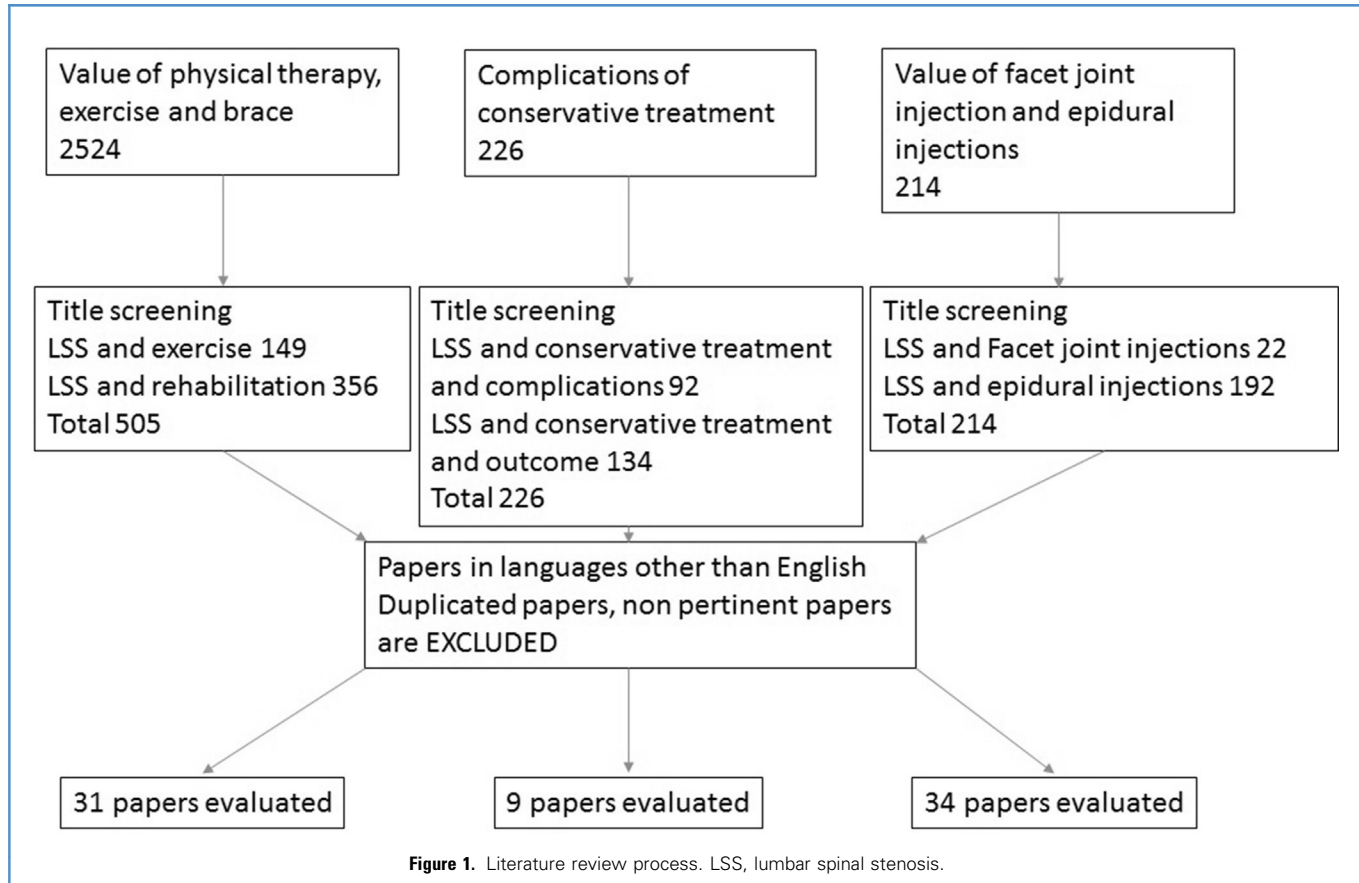 Value of physical therapy,
exercise and brace
2524
Complications of
conservative treatment
226
Value of facet joint
injection and epidural
injections
214
Title screening
LSS and exercise 149
LSS and rehabilitation 356
Total 505
Title screening
LSS and conservative treatment
and complications 92
LSS and conservative treatment
and outcome 134
Total 226
Title screening
LSS and Facet joint injections 22
LSS and epidural injections 192
Total 214
Papers in languages other than English
Duplicated papers, non pertinent papers
are EXCLUDED
31 papers evaluated
9 papers evaluated
34 papers evaluated
Figure 1. Literature review process. LSS, lumbar spinal stenosis.